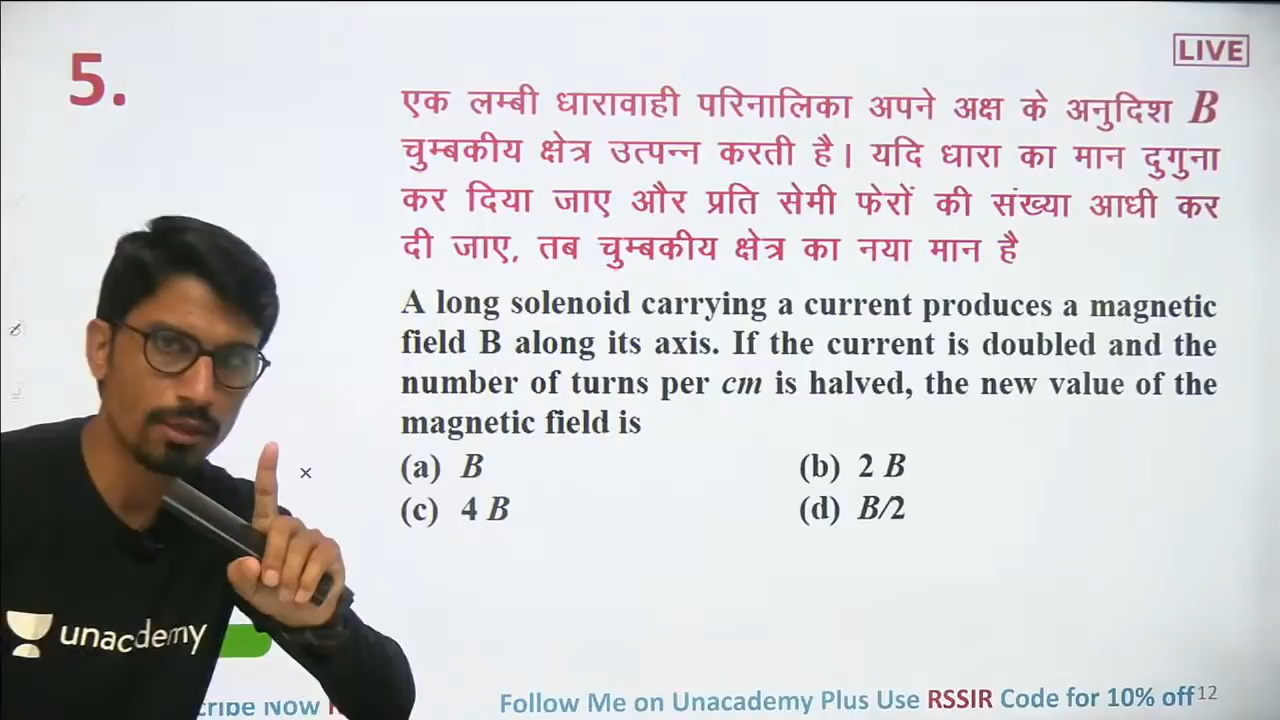 5.
LIVE
एक लम्बी धारावाही परिनालिका अपने अक्ष के अनुदिश B
चुम्बकीय क्षेत्र उत्पन्न करती है। यदि धारा का मान दुगुना
कर दिया जाए और प्रति सेमी फेरों की संख्या आधी कर
दी जाए, तब चुम्बकीय क्षेत्र का नया मान है
A long solenoid carrying a current produces a magnetic
field B along its axis. If the current is doubled and the
number of turns per cm is halved, the new value of the
magnetic field is
(a) B (b) 2 B
(c) 4 B (d) B/2
unacdemy
Now
Follow Me on Unacademy Plus Use RSSIR Code for 10% off 12